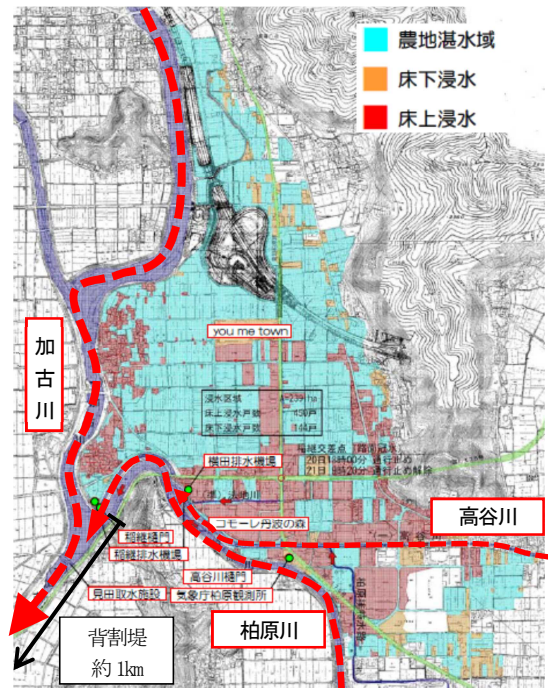 農地湛水域
床下浸水
床上浸水
you me town
加古川
浸水区域
床上浸水戸数
床下浸水戸数
横田排水機場
コモーレ丹波の森
高谷川
稲継樋門
稲継排水機場
高谷川樋門
見田取水施設
気象庁柏原観測所
柏原川
背割堤
約1km